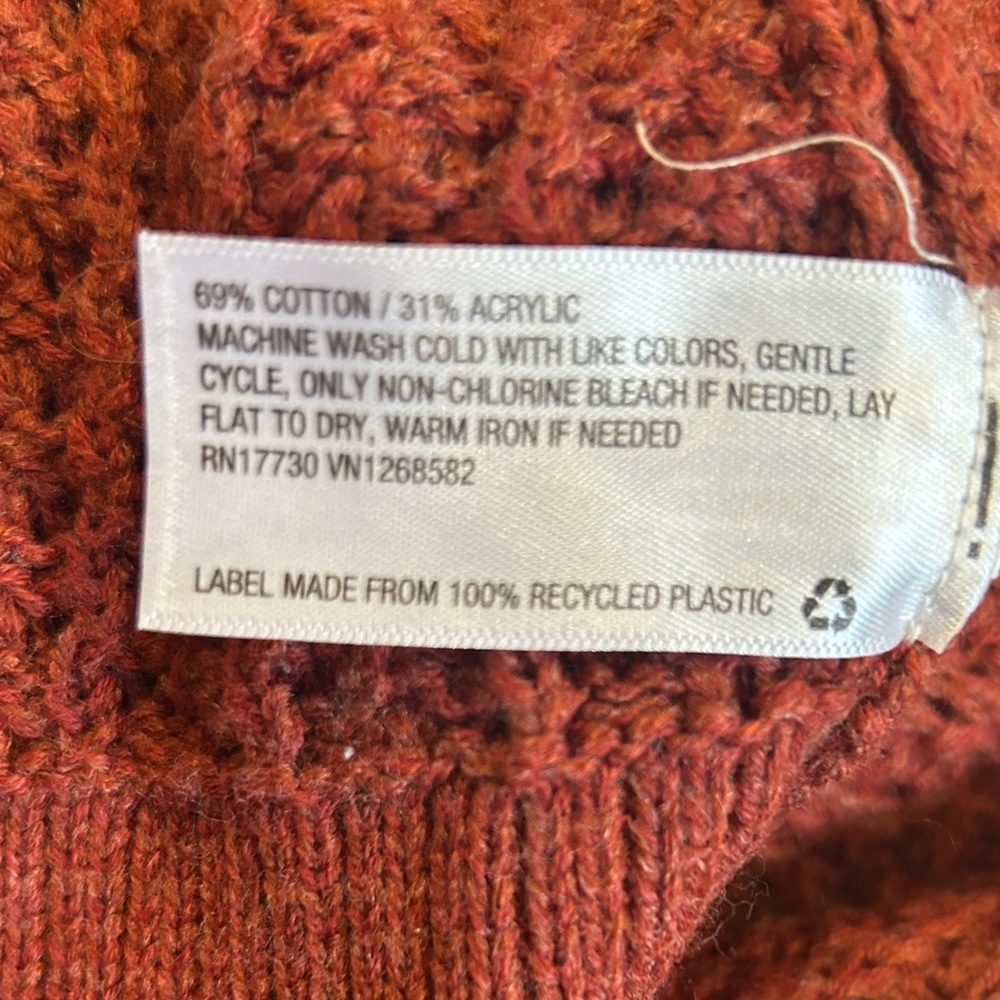 69% COTTON / 31% ACRYLIC
MACHINE WASH COLD WITH LIKE COLORS, GENTLE
CYCLE, ONLY NON-CHLORINE BLEACH IF NEEDED, LAY
FLAT TO DRY, WARM IRON IF NEEDED
RN17730 VN1268582
LABEL MADE FROM 100% RECYCLED PLASTIC